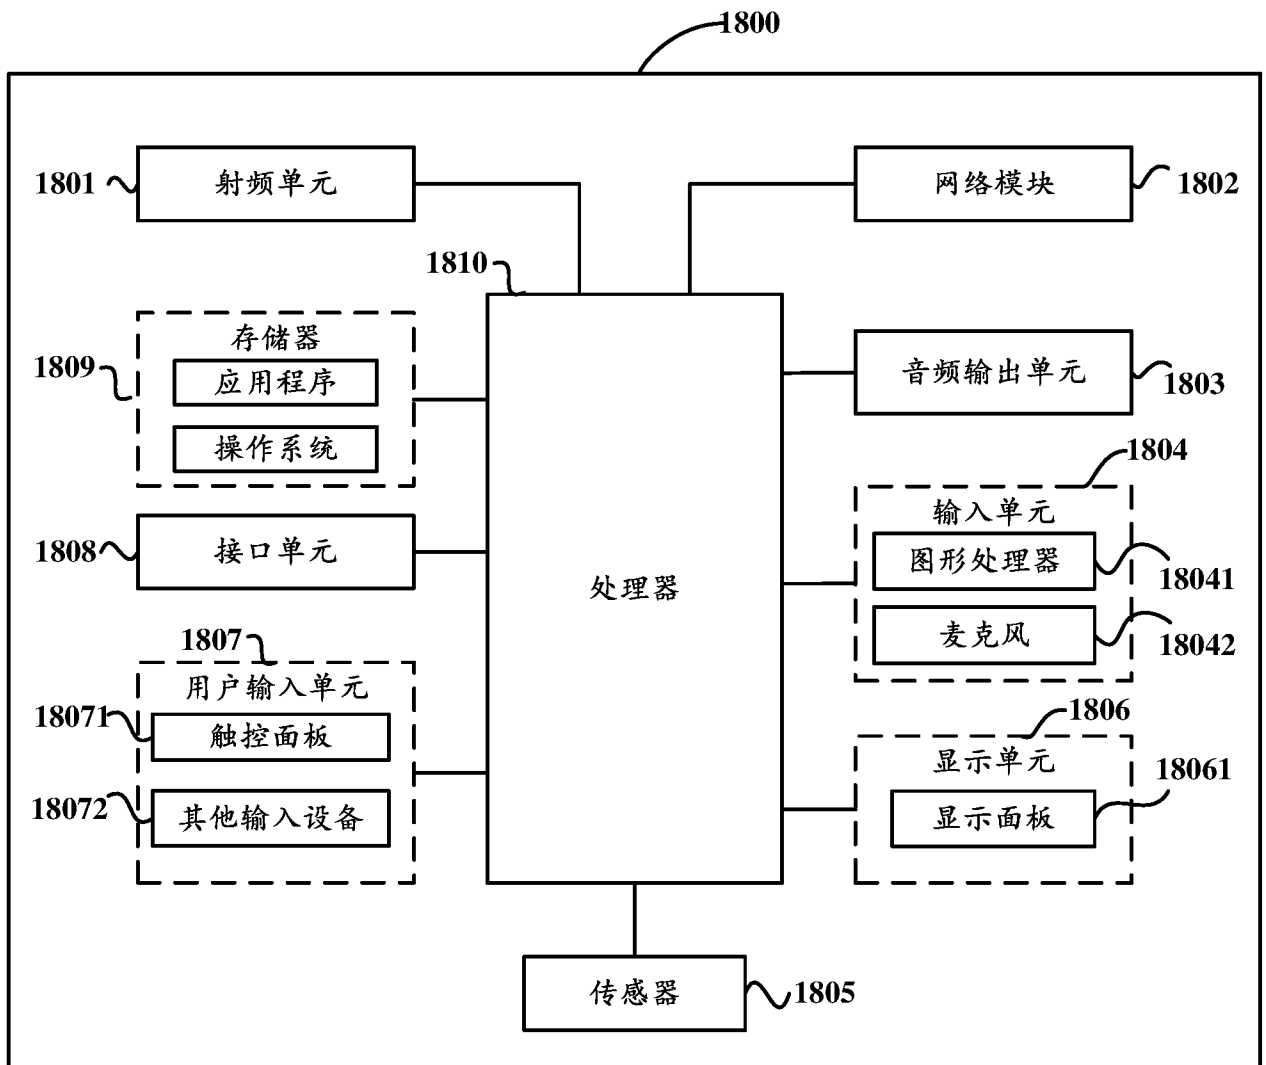 1800
1801
射频单元
网络模块
1802
1810
存储器
1809
应用程序
操作系统
音频输出单元
1803
1804
输入单元
图形处理器
18041
麦克风
18042
1808
接口单元
处理器
1807
用户输入单元
18071
触控面板
18072
其他输入设备
1806
显示单元
18061
显示面板
传感器
1805